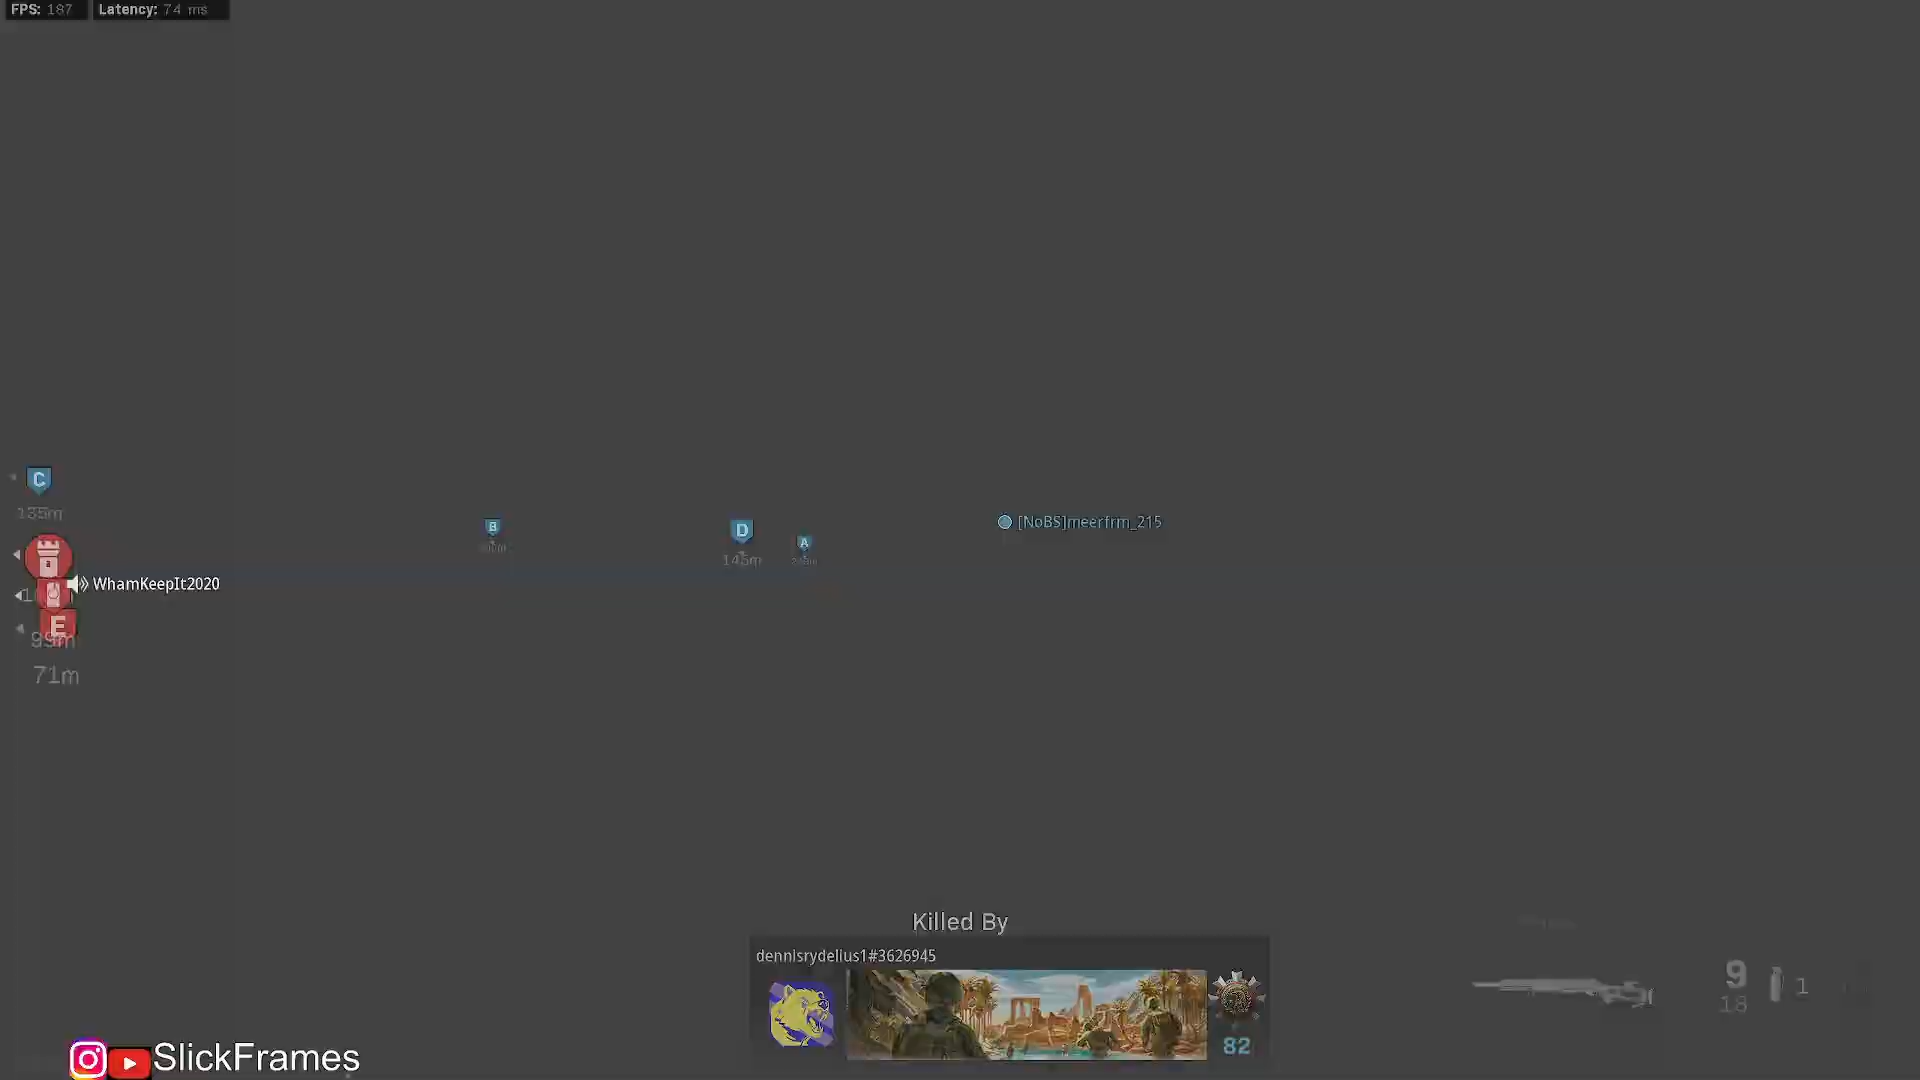 FPS: 187 Latency: 74 ms
C
135m
B
D
A
145m
[NoBS]meerfrm_215
WhamKeepIt2020
E
99m
71m
Killed By
dennisrydelius1#3626945
82
9
18
1
SlickFrames